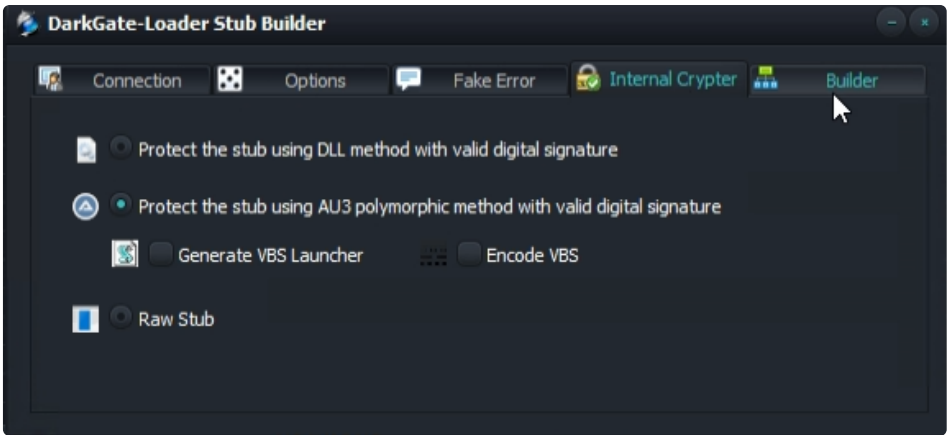 DarkGate-Loader Stub Builder
Connection Options Fake Error Internal Crypter Builder
Protect the stub using DLL method with valid digital signature
Protect the stub using AU3 polymorphic method with valid digital signature
Generate VBS Launcher Encode VBS
Raw Stub